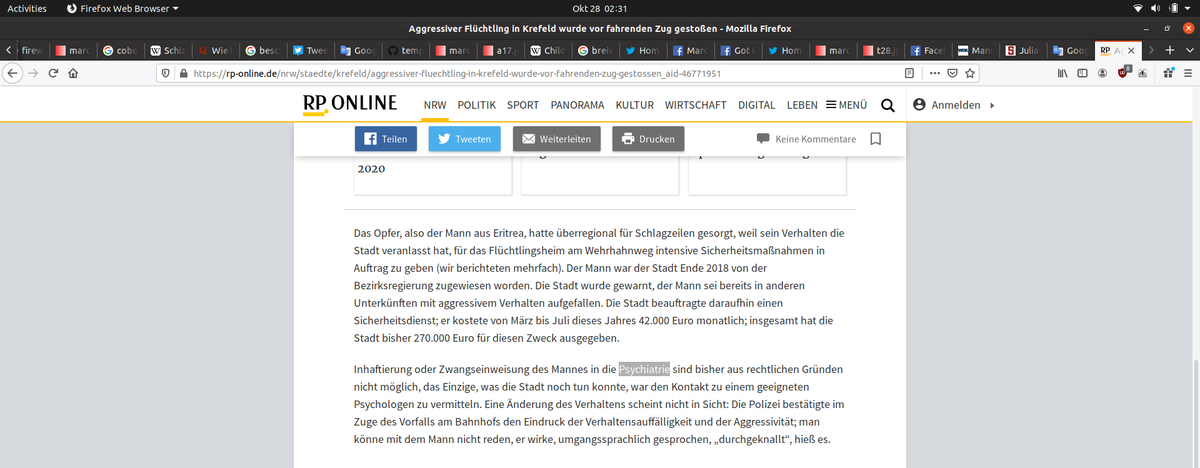 Activities Firefox Web Browser Okt 28 02:31
Aggressiver Flüchtling in Krefeld wurde vor fahrenden Zug gestoßen - Mozilla Firefox
firew marc cobo Schiz Wie i besc Twee Goog temp marc a17.j Child breiv Hom Marc Got Hom marc t28.j Face Mann Julia Goog RP Ag
https://rp-online.de/nrw/staedte/krefeld/aggressiver-fluechtling-in-krefeld-wurde-vor-fahrenden-zug-gestossen_aid-46771951
RP ONLINE NRW POLITIK SPORT PANORAMA KULTUR WIRTSCHAFT DIGITAL LEBEN MENÜ Anmelden
Teilen Tweeten Weiterleiten Drucken Keine Kommentare
2020
Das Opfer, also der Mann aus Eritrea, hatte überregional für Schlagzeilen gesorgt, weil sein Verhalten die
Stadt veranlasst hat, für das Flüchtlingsheim am Wehrhahnweg intensive Sicherheitsmaßnahmen in
Auftrag zu geben (wir berichteten mehrfach). Der Mann war der Stadt Ende 2018 von der
Bezirksregierung zugewiesen worden. Die Stadt wurde gewarnt, der Mann sei bereits in anderen
Unterkünften mit aggressivem Verhalten aufgefallen. Die Stadt beauftragte daraufhin einen
Sicherheitsdienst; er kostete von März bis Juli dieses Jahres 42.000 Euro monatlich; insgesamt hat die
Stadt bisher 270.000 Euro für diesen Zweck ausgegeben.
Inhaftierung oder Zwangseinweisung des Mannes in die Psychiatrie sind bisher aus rechtlichen Gründen
nicht möglich, das Einzige, was die Stadt noch tun konnte, war den Kontakt zu einem geeigneten
Psychologen zu vermitteln. Eine Änderung des Verhaltens scheint nicht in Sicht: Die Polizei bestätigte im
Zuge des Vorfalls am Bahnhofs den Eindruck der Verhaltensauffälligkeit und der Aggressivität; man
könne mit dem Mann nicht reden, er wirke, umgangssprachlich gesprochen, „durchgeknallt“, hieß es.